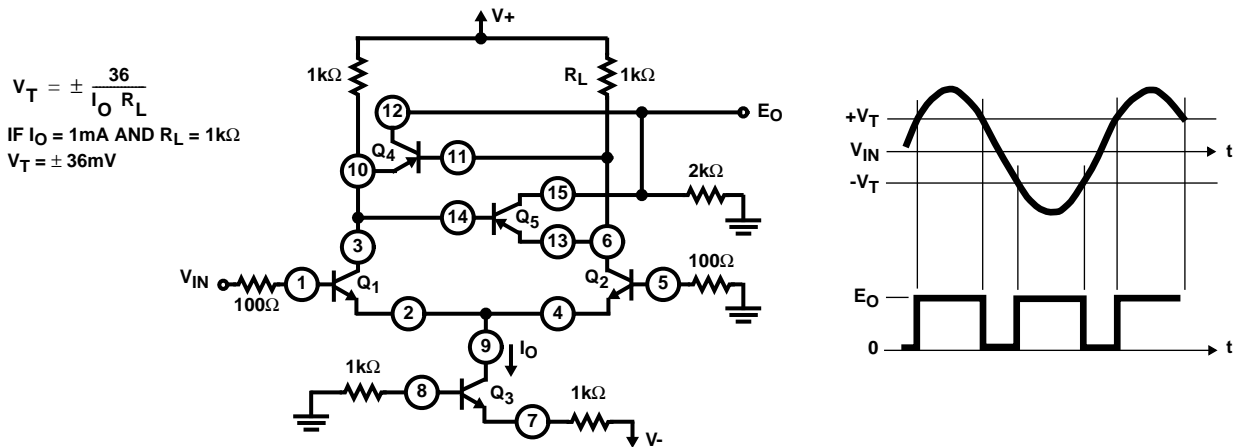 V+
1kΩ
R_L 1kΩ
V_T = ± 36 / I_O R_L
IF I_O = 1mA AND R_L = 1kΩ
V_T = ± 36mV
12
E_O
Q_4
11
10
2kΩ
15
14
Q_5
13
6
3
V_IN
100Ω
1
Q_1
Q_2
5
100Ω
2
4
9
I_O
1kΩ
8
Q_3
1kΩ
7
V-
+V_T
V_IN
t
-V_T
E_O
0
t